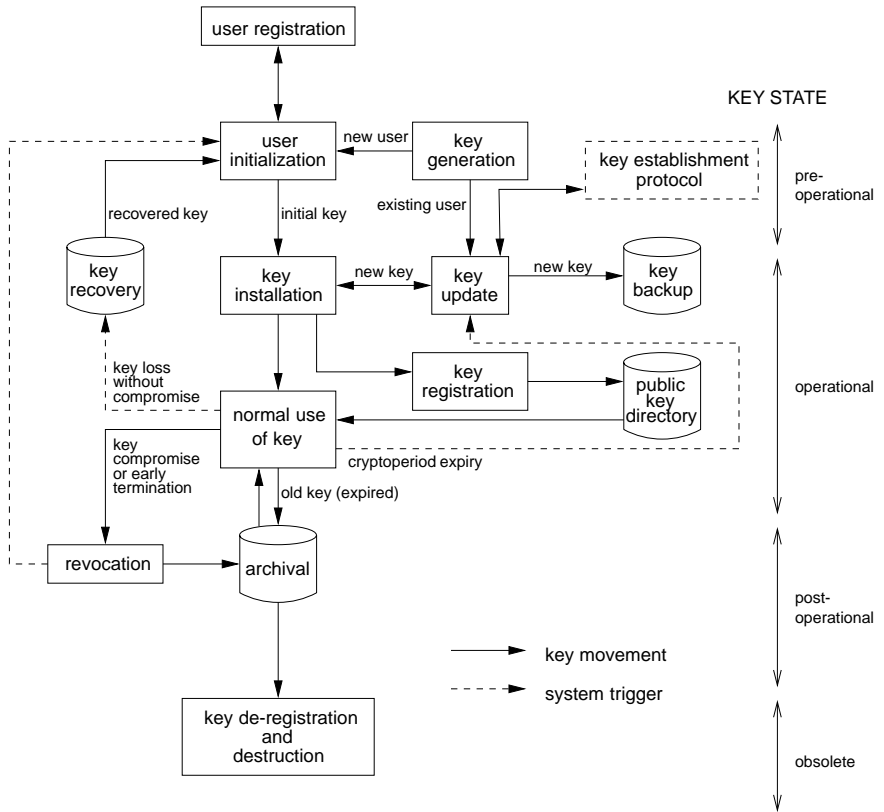 user registration
KEY STATE
user
initialization
new user
key
generation
key establishment
protocol
pre-
operational
recovered key
initial key
existing user
key
recovery
key
installation
new key
key
update
new key
key
backup
key loss
without
compromise
key
registration
public
key
directory
operational
normal use
of key
key
compromise
or early
termination
cryptoperiod expiry
old key (expired)
revocation
archival
post-
operational
key movement
system trigger
key de-registration
and
destruction
obsolete